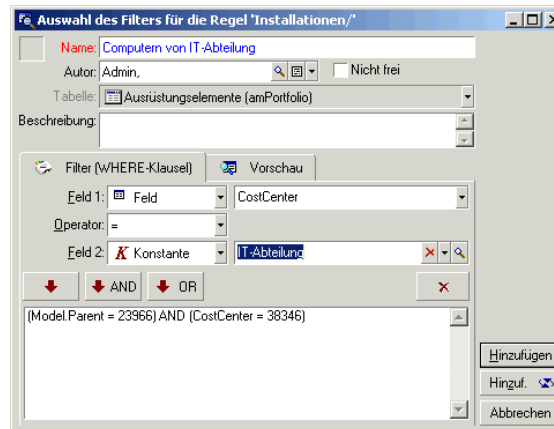 Auswahl des Filters für die Regel 'Installationen/'
Name: Computern von IT-Abteilung
Autor: Admin, Nicht frei
Tabelle: Ausrüstungselemente (amPortfolio)
Beschreibung:
Filter (WHERE-Klausel) Vorschau
Feld 1: Feld CostCenter
Operator: =
Feld 2: K Konstante IT-Abteilung
AND OR
(Model.Parent = 23966) AND (CostCenter = 38346)
Hinzufügen
Hinzuf.
Abbrechen